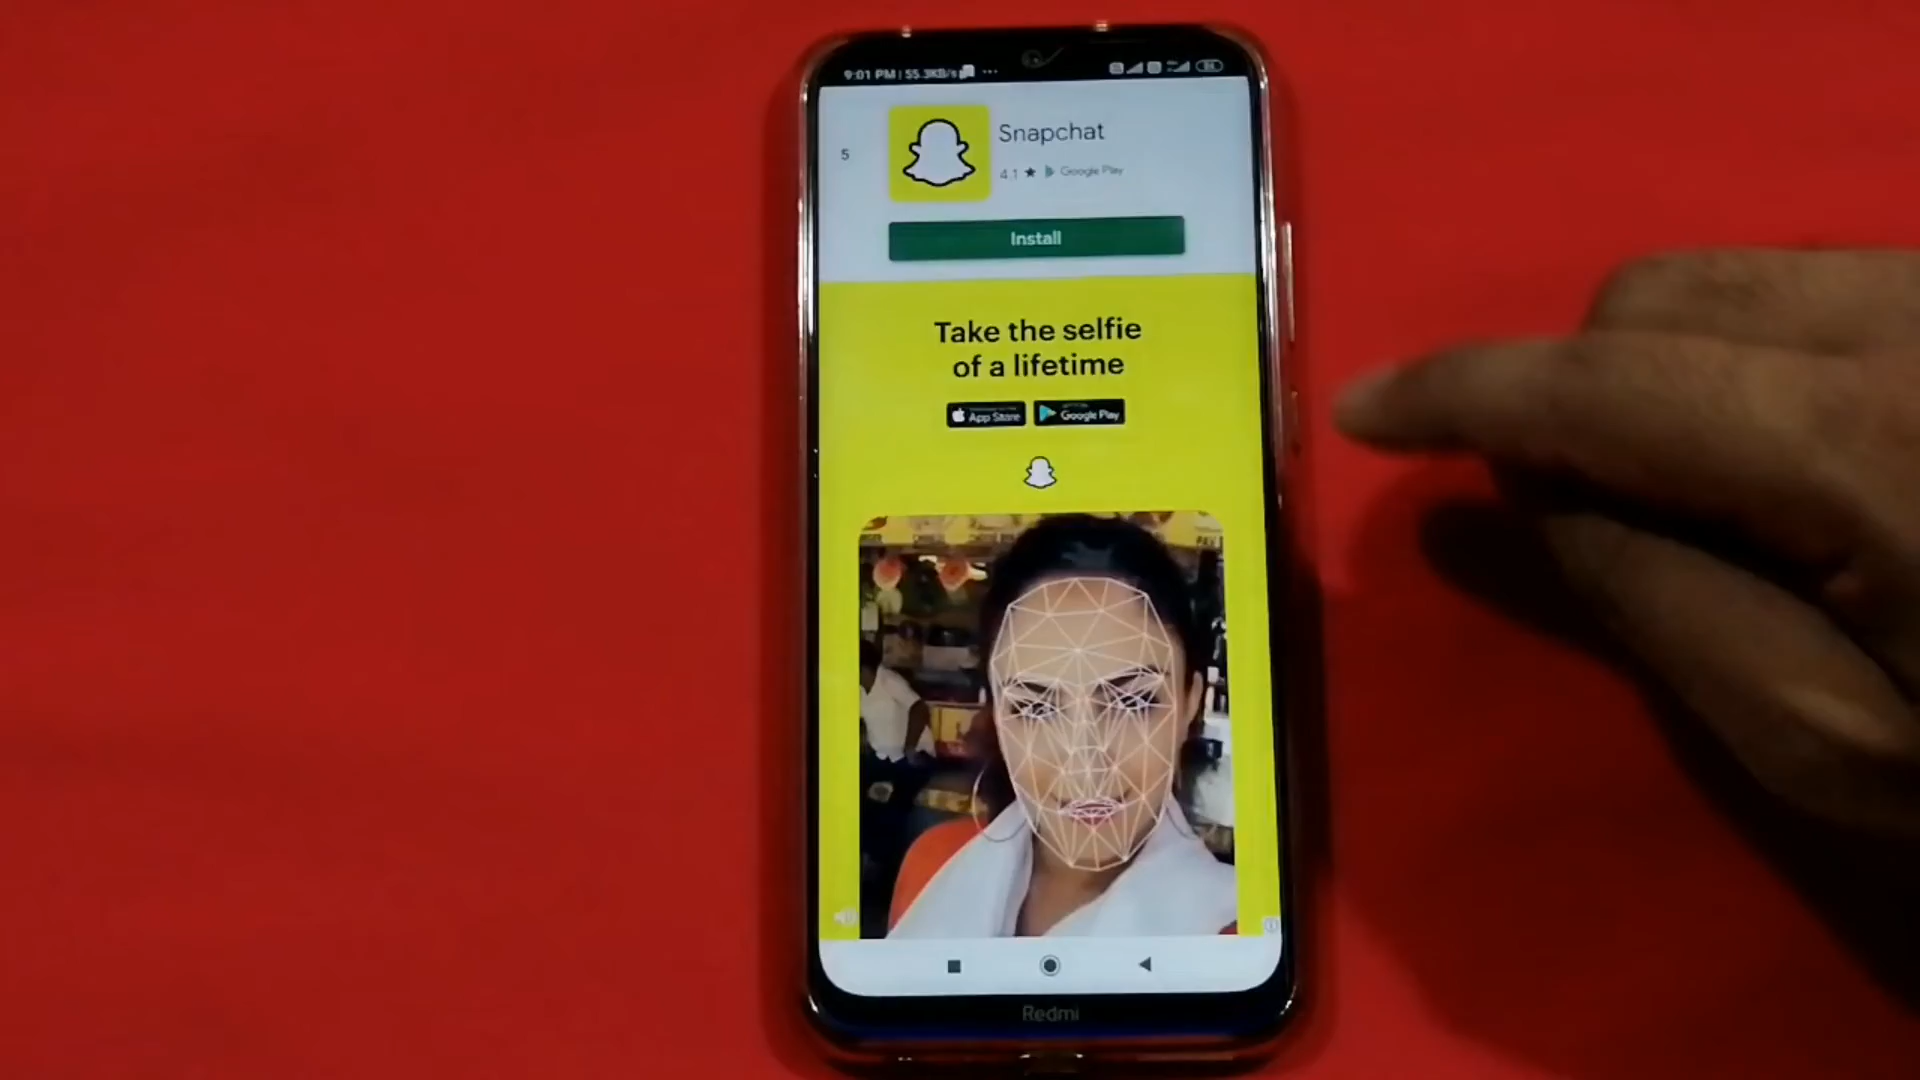 9:01 PM | 55.3KB/s ...
5
Snapchat
4.1 ★ Google Play
Install
Take the selfie
of a lifetime
App Store
Google Play
Redmi